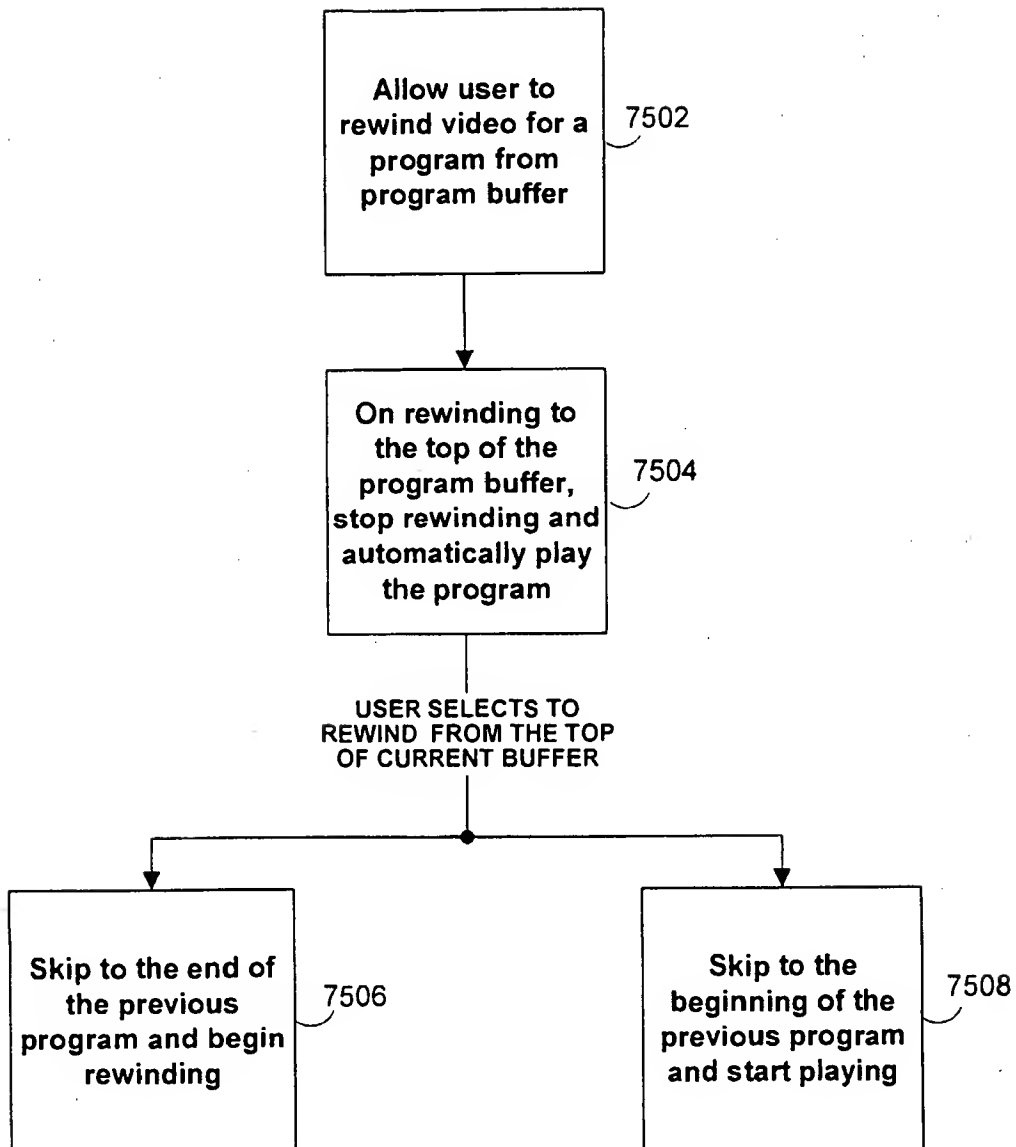 Allow user to
rewind video for a
program from
program buffer
7502
On rewinding to
the top of the
program buffer,
stop rewinding and
automatically play
the program
7504
USER SELECTS TO
REWIND FROM THE TOP
OF CURRENT BUFFER
Skip to the end of
the previous
program and begin
rewinding
7506
Skip to the
beginning of the
previous program
and start playing
7508